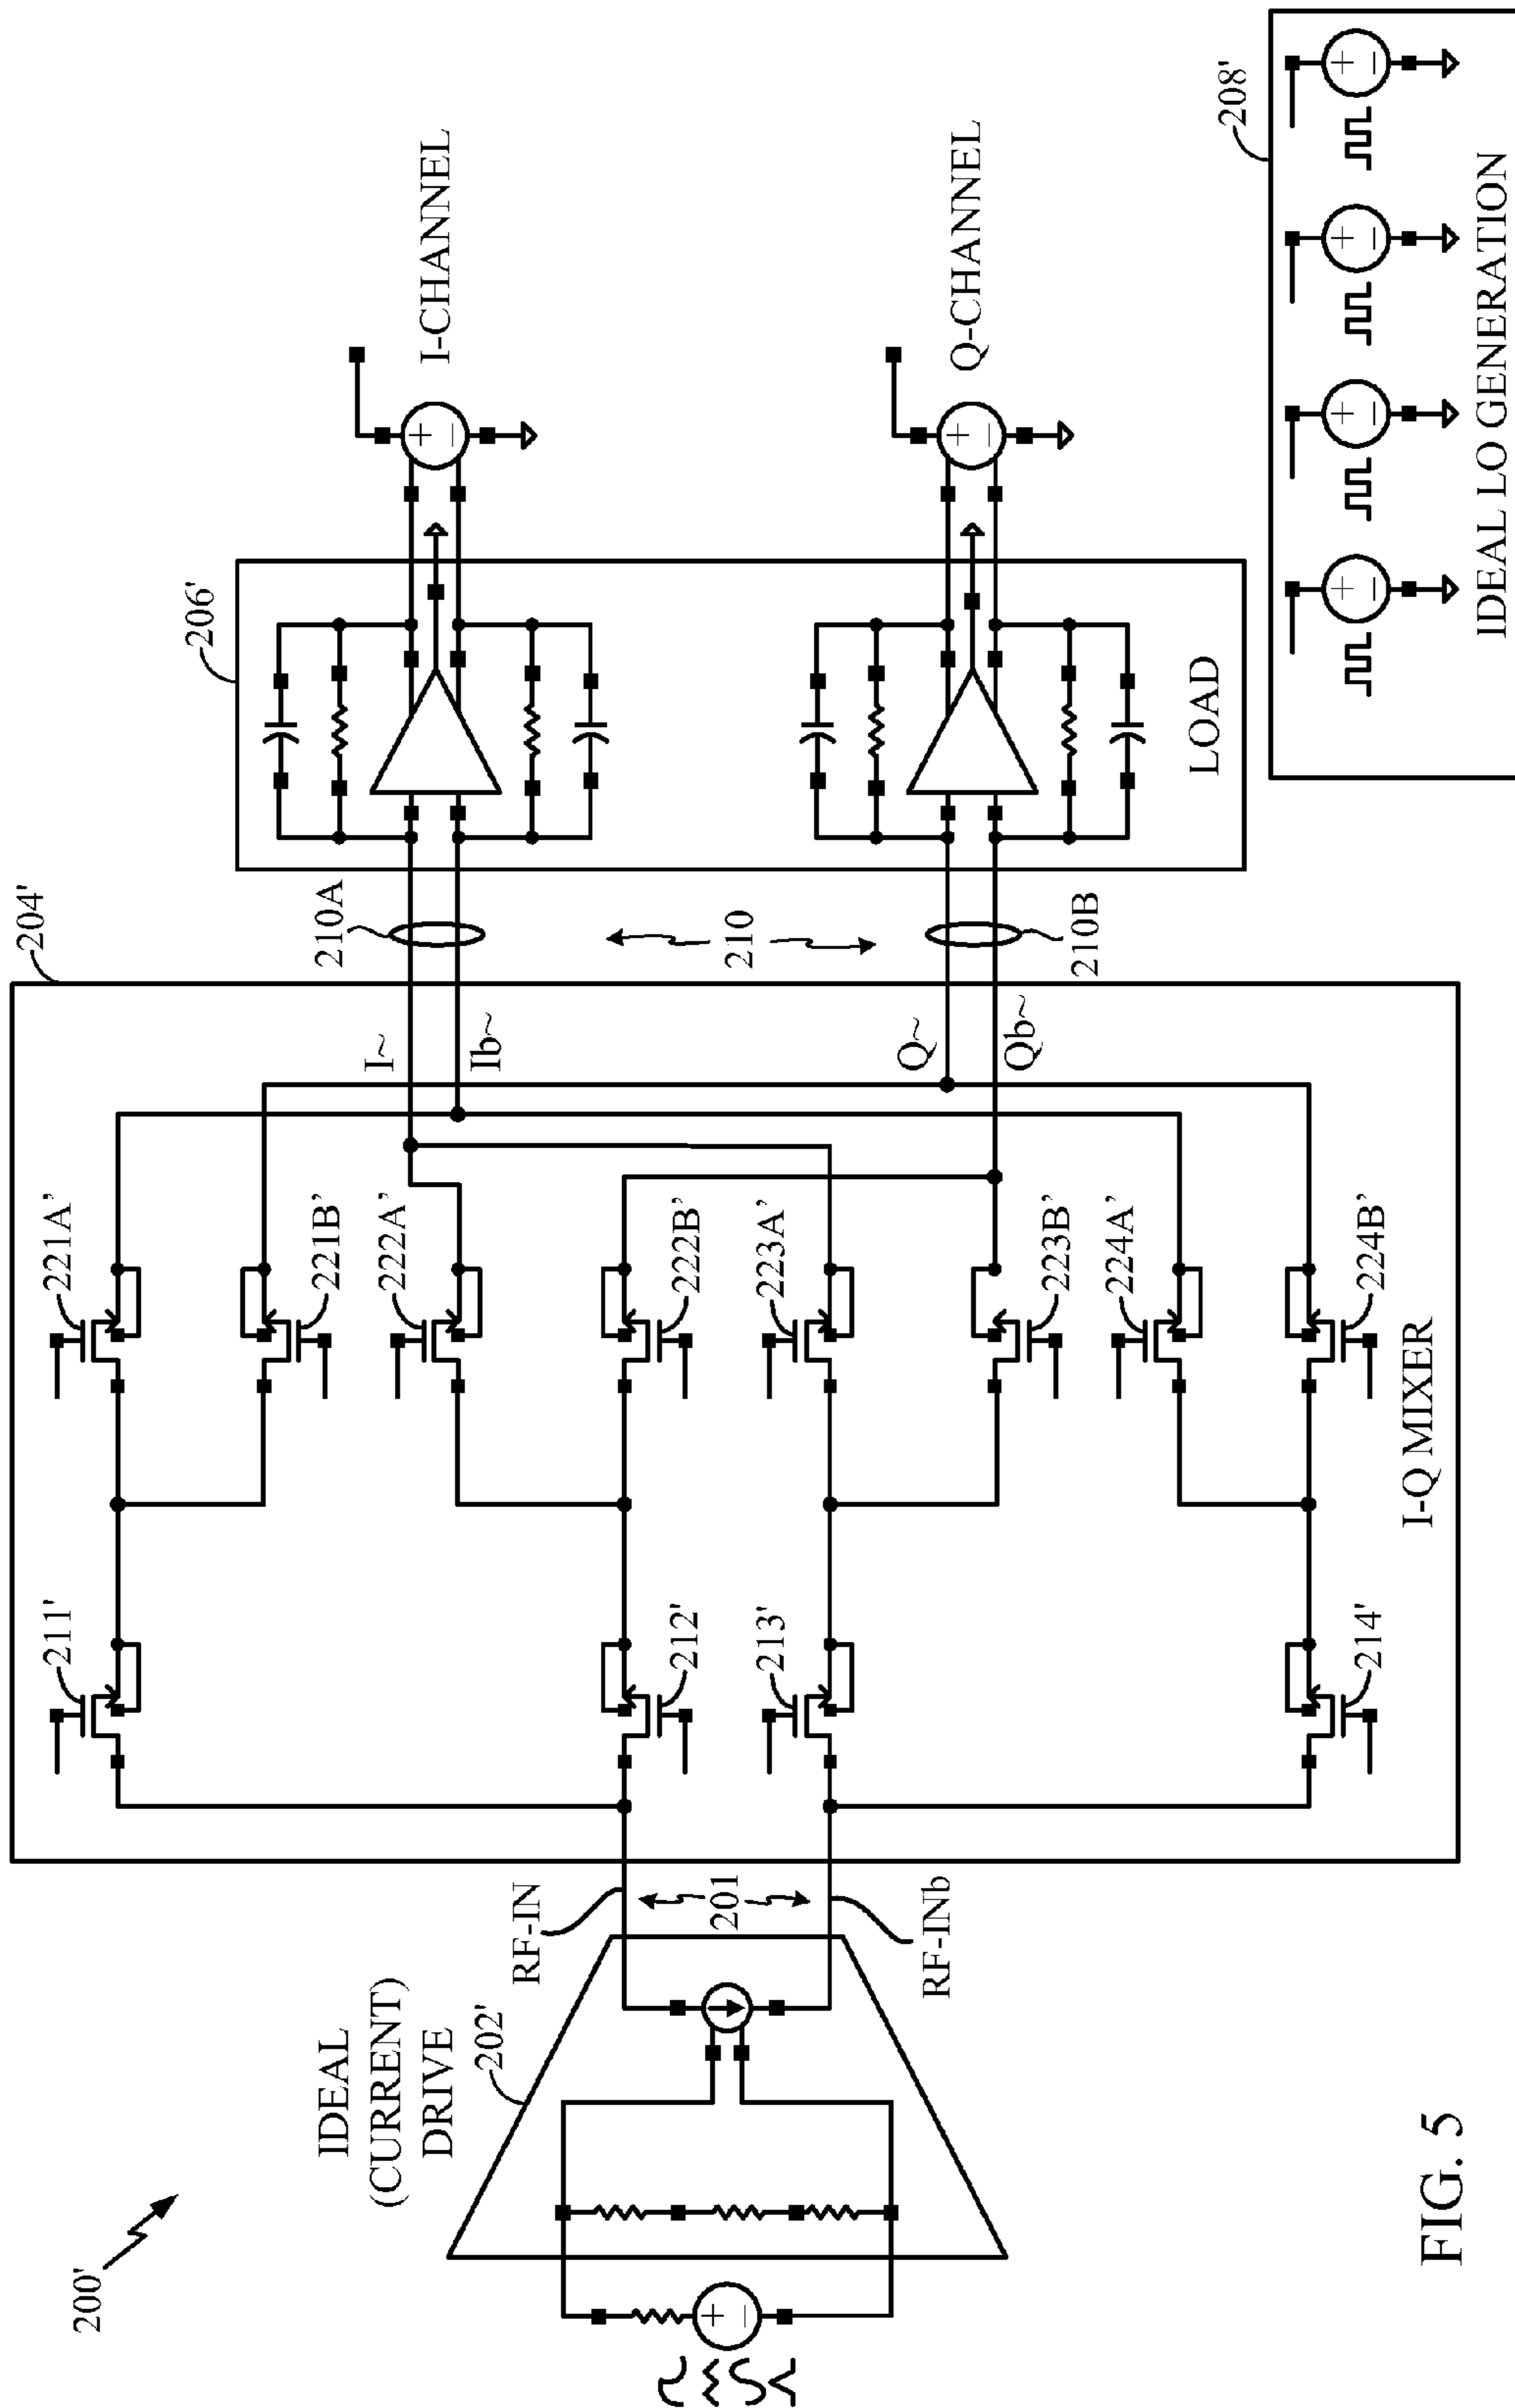 200'
IDEAL
(CURRENT)
DRIVE
202'
RF-IN
201
RF-INb
204'
211'
212'
213'
214'
221A'
221B'
222A'
222B'
223A'
223B'
224A'
224B'
I-Q MIXER
I~
Ib~
Q~
Qb~
210A
210
210B
206'
LOAD
I-CHANNEL
Q-CHANNEL
208'
IDEAL LO GENERATION
FIG. 5